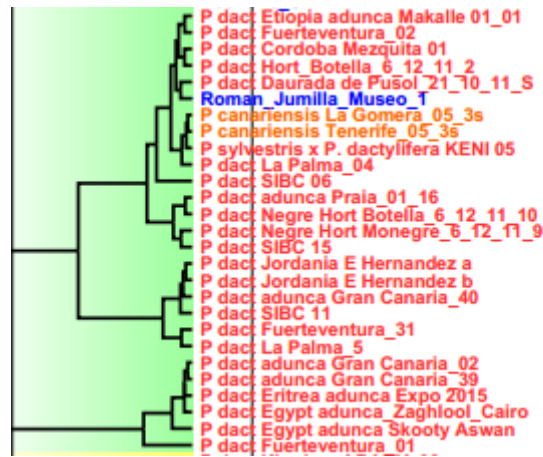 P dact Etiopia adunca Makalle 01_01
P dact Fuerteventura_02
P dact Cordoba Mezquita 01
P dact Hort_Botella_6_12_11_2
P dact Daurada de Pusol_21_10_11_S
Roman_Jumilla_Museo_1
P canariensis La Gomera_05_3s
P canariensis Tenerife_05_3s
P sylvestris x P. dactylifera KENI 05
P dact La Palma_04
P dact SIBC 06
P dact adunca Praia_01_16
P dact Negre Hort Botella_6_12_11_10
P dact Negre Hort Monegre_6_12_11_9
P dact SIBC 15
P dact Jordania E Hernandez a
P dact Jordania E Hernandez b
P dact adunca Gran Canaria_40
P dact SIBC 11
P dact Fuerteventura_31
P dact La Palma_5
P dact adunca Gran Canaria_02
P dact adunca Gran Canaria_39
P dact Eritrea adunca Expo 2015
P dact Egypt adunca_Zaghlool_Cairo
P dact Egypt adunca Skooty Aswan
P dact Fuerteventura_01